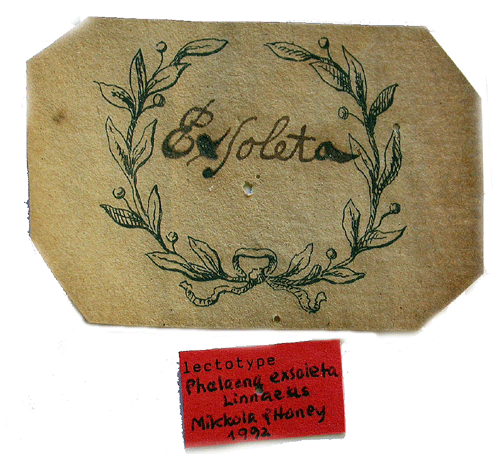 Exsoleta
lectotype
Phalaena exsoleta
Linnaeus
Mikkola & Honey
1992